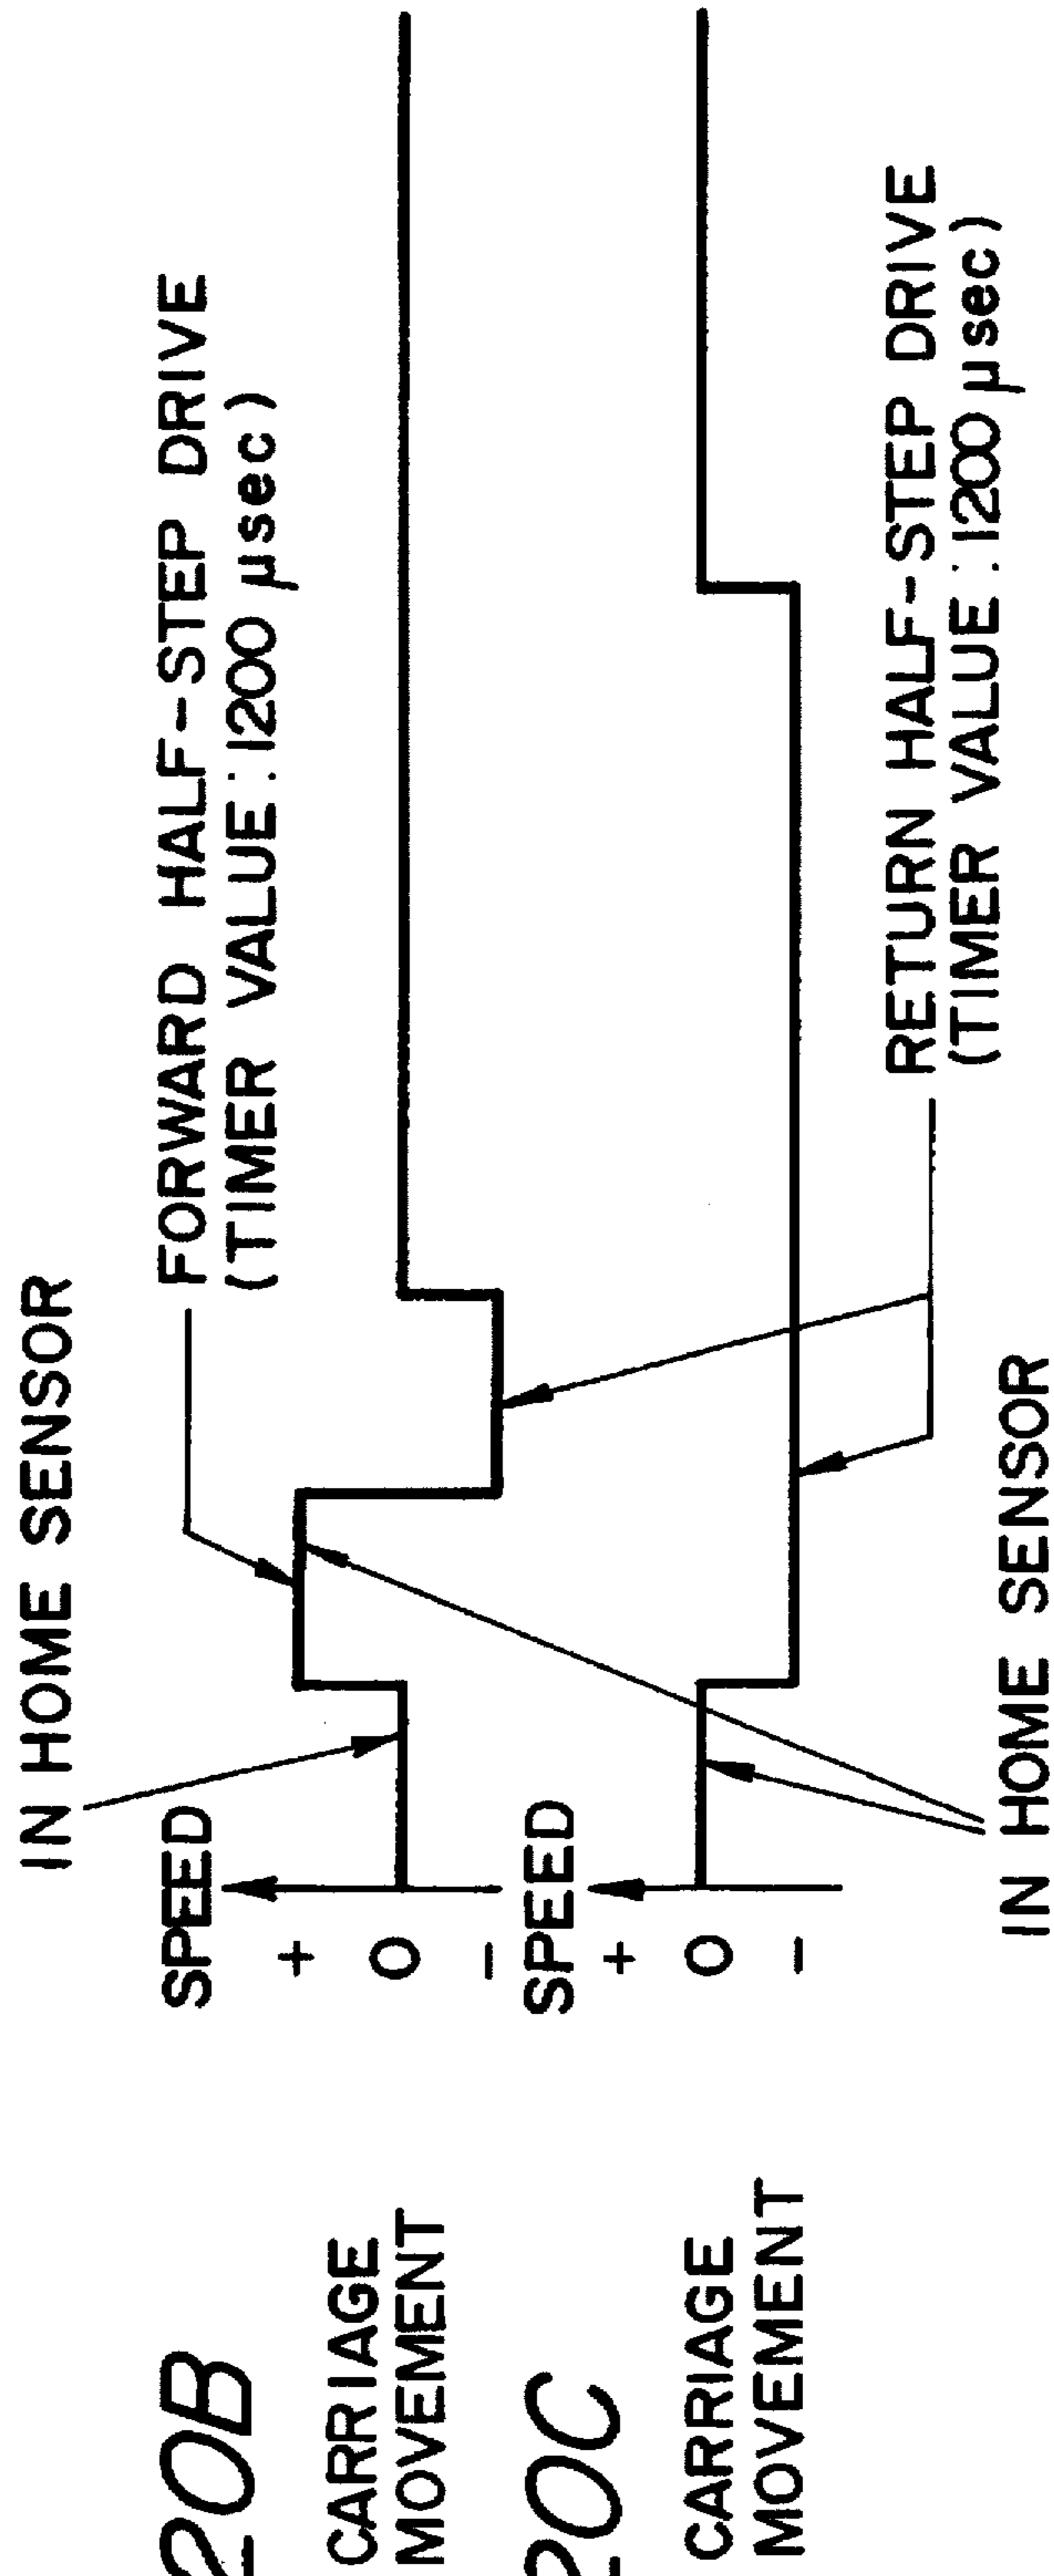 20B
CARRIAGE
MOVEMENT
SPEED
+
0
-
IN HOME SENSOR
FORWARD HALF-STEP DRIVE
(TIMER VALUE : 1200 μsec)
20C
CARRIAGE
MOVEMENT
SPEED
+
0
-
IN HOME SENSOR
RETURN HALF-STEP DRIVE
(TIMER VALUE : 1200 μsec)